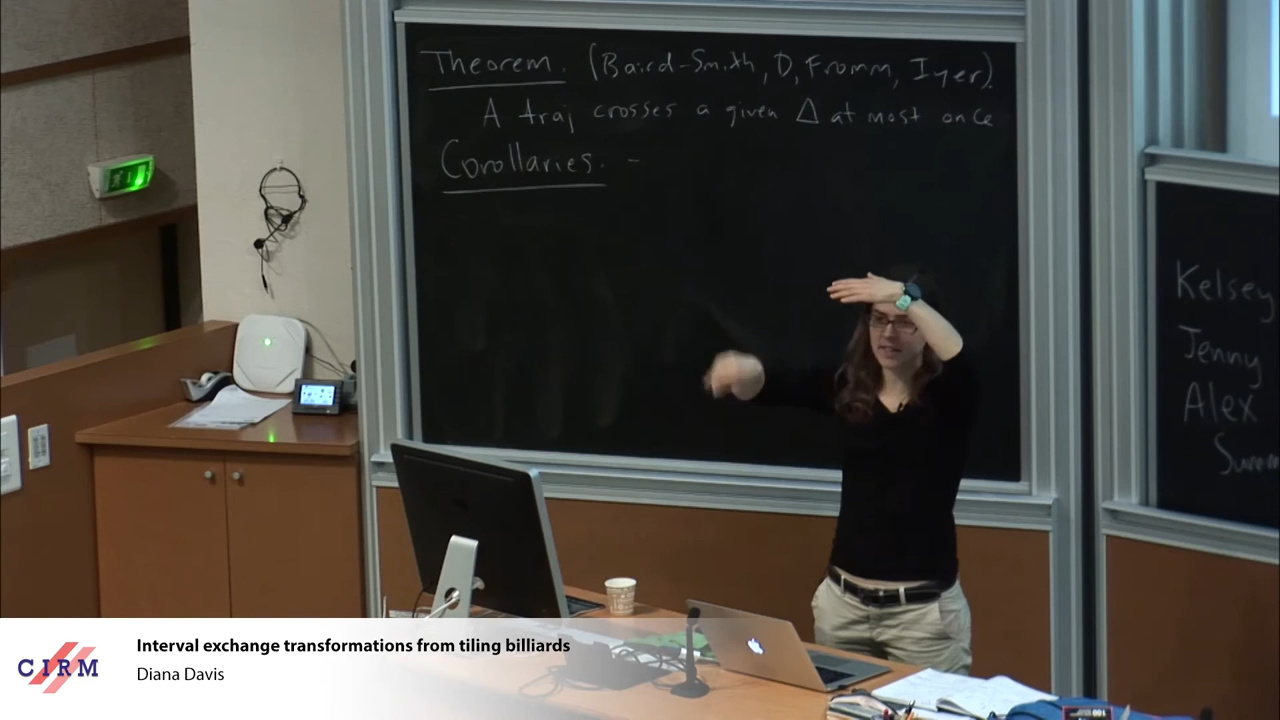 Theorem. (Baird-Smith, D, Fromm, Iyer).
A traj crosses a given Δ at most once
Corollaries. -
Kelsey
Jenny
Alex
CIRM
Interval exchange transformations from tiling billiards
Diana Davis